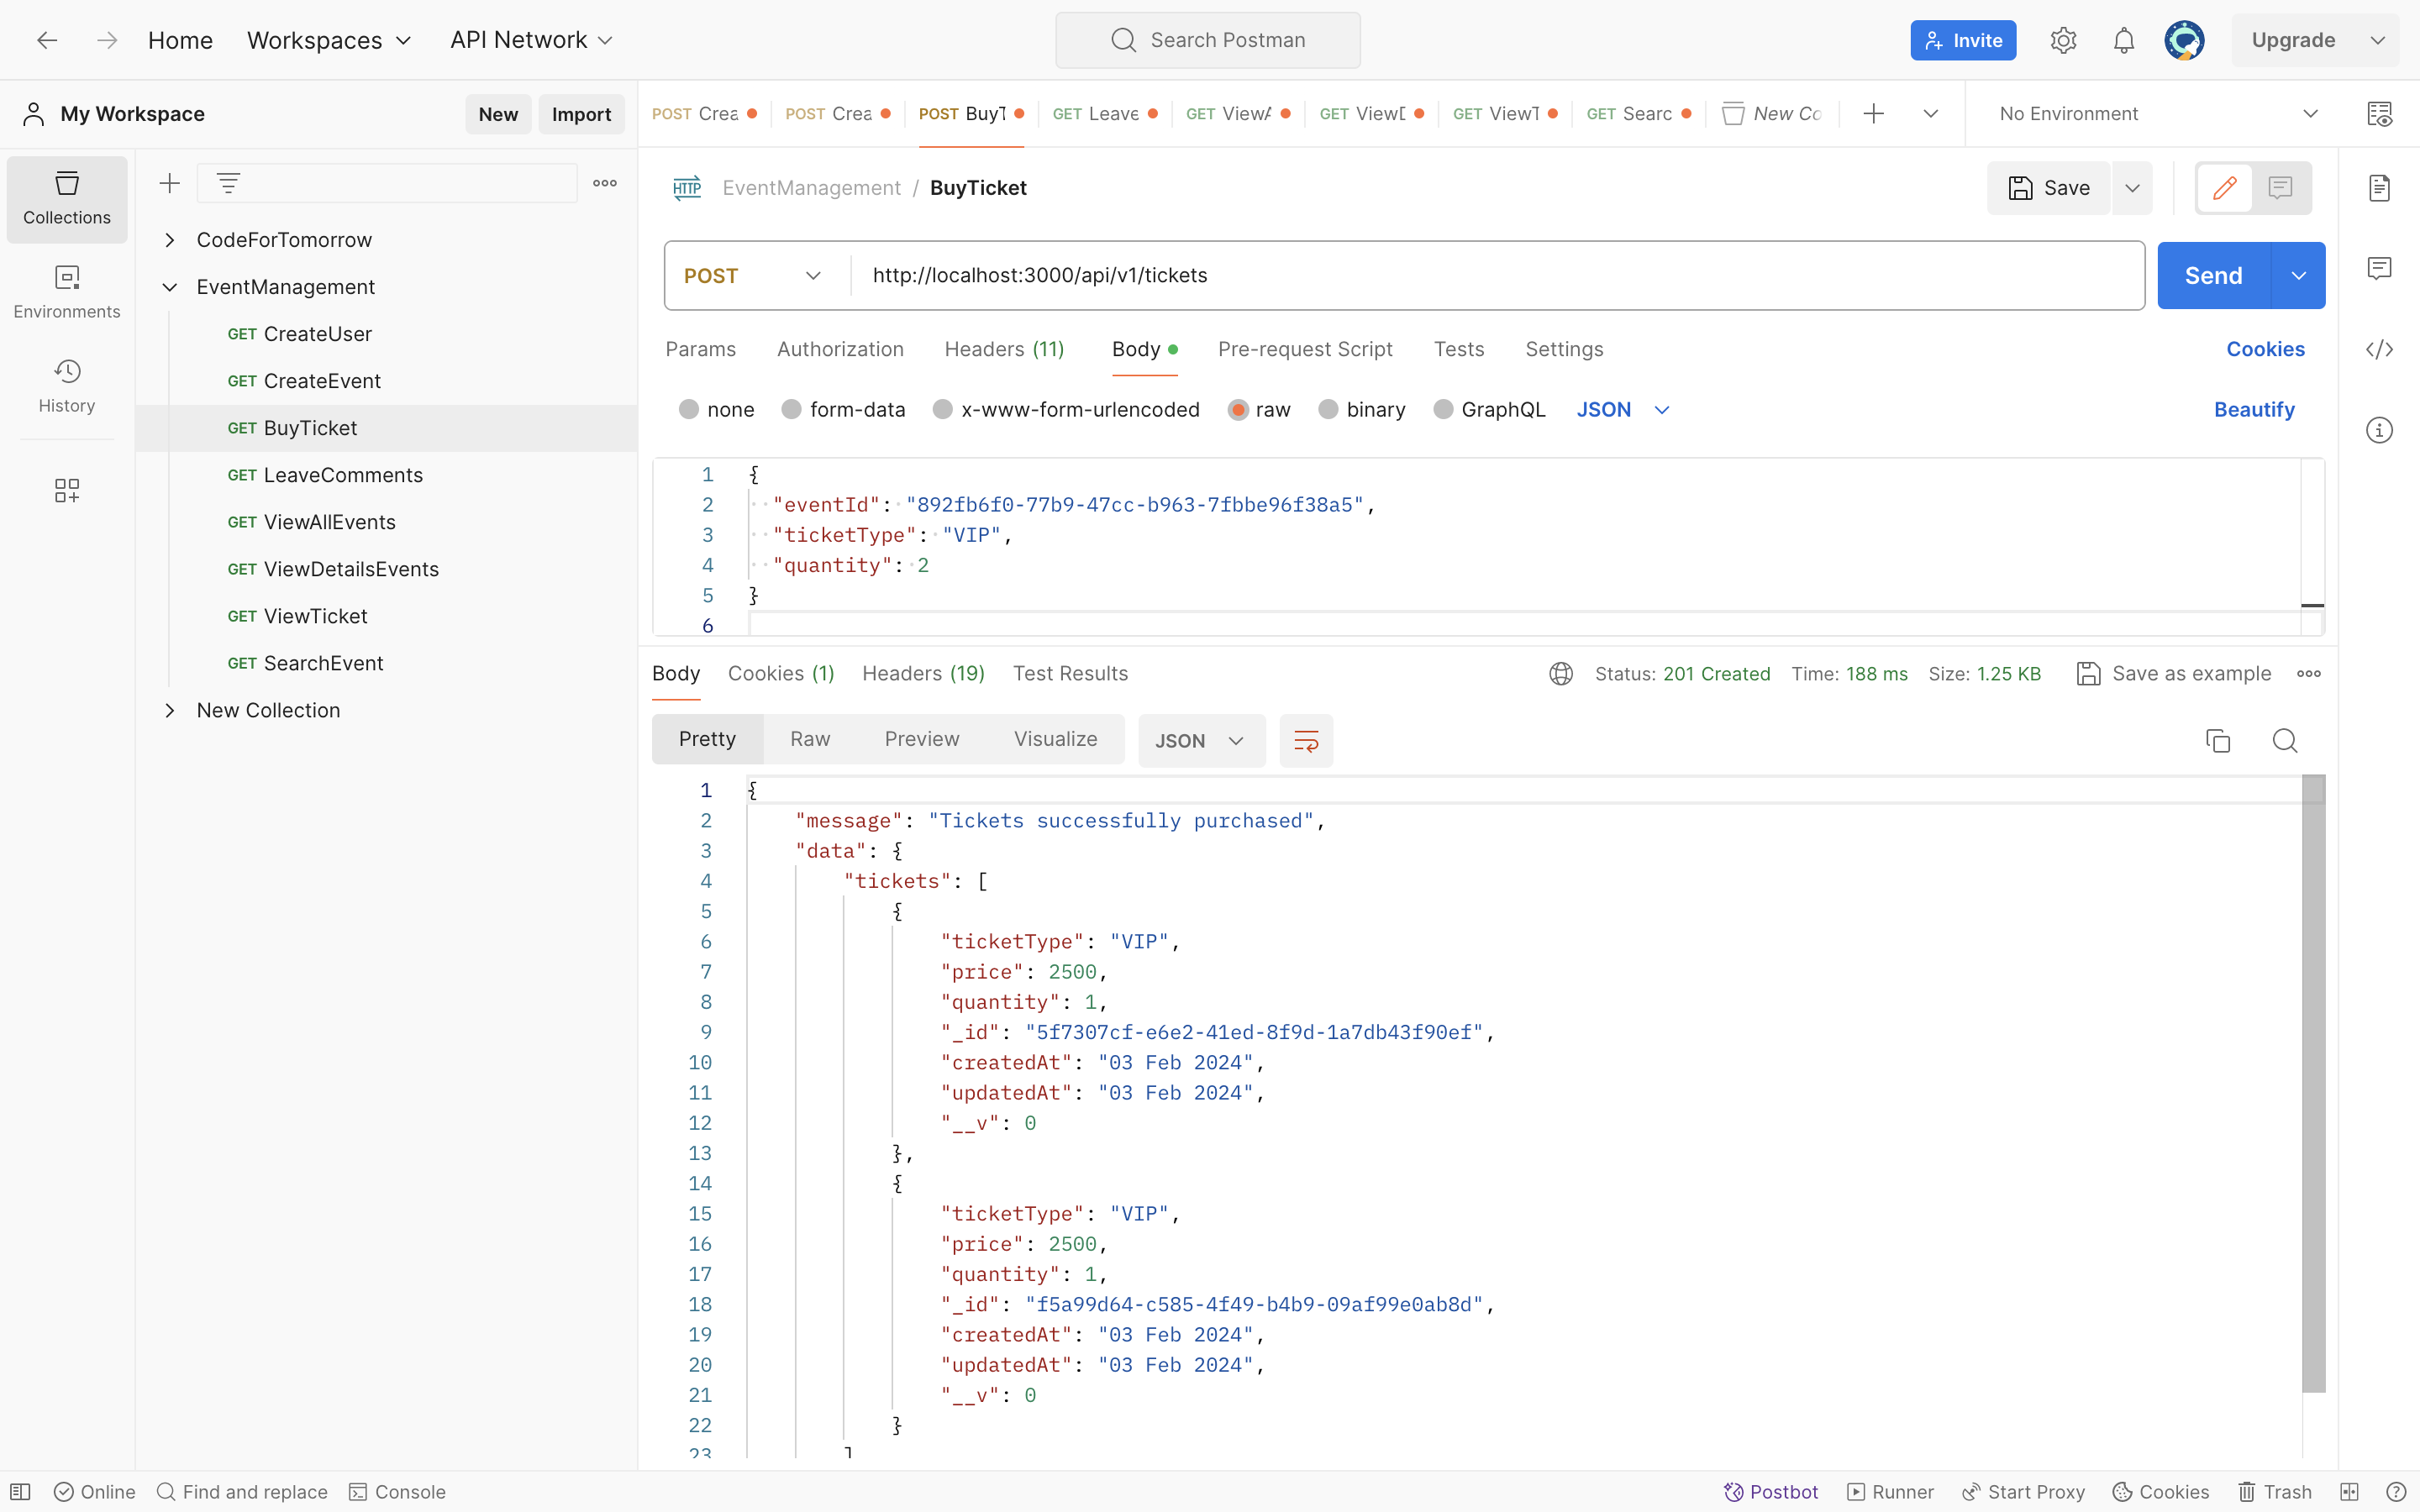 Home Workspaces API Network Search Postman Invite Upgrade
My Workspace New Import POST Crea POST Crea POST BuyT GET Leave GET ViewA GET ViewD GET ViewT GET Searc New Co No Environment
Collections
Environments
History
CodeForTomorrow
EventManagement
GET CreateUser
GET CreateEvent
GET BuyTicket
GET LeaveComments
GET ViewAllEvents
GET ViewDetailsEvents
GET ViewTicket
GET SearchEvent
New Collection
HTTP EventManagement / BuyTicket Save
POST http://localhost:3000/api/v1/tickets Send
Params Authorization Headers (11) Body Pre-request Script Tests Settings Cookies
none form-data x-www-form-urlencoded raw binary GraphQL JSON Beautify
1 {
2 "eventId": "892fb6f0-77b9-47cc-b963-7fbbe96f38a5",
3 "ticketType": "VIP",
4 "quantity": 2
5 }
6
Body Cookies (1) Headers (19) Test Results Status: 201 Created Time: 188 ms Size: 1.25 KB Save as example
Pretty Raw Preview Visualize JSON
1 {
2 "message": "Tickets successfully purchased",
3 "data": {
4 "tickets": [
5 {
6 "ticketType": "VIP",
7 "price": 2500,
8 "quantity": 1,
9 "_id": "5f7307cf-e6e2-41ed-8f9d-1a7db43f90ef",
10 "createdAt": "03 Feb 2024",
11 "updatedAt": "03 Feb 2024",
12 "__v": 0
13 },
14 {
15 "ticketType": "VIP",
16 "price": 2500,
17 "quantity": 1,
18 "_id": "f5a99d64-c585-4f49-b4b9-09af99e0ab8d",
19 "createdAt": "03 Feb 2024",
20 "updatedAt": "03 Feb 2024",
21 "__v": 0
22 }
23 ]
Online Find and replace Console Postbot Runner Start Proxy Cookies Trash